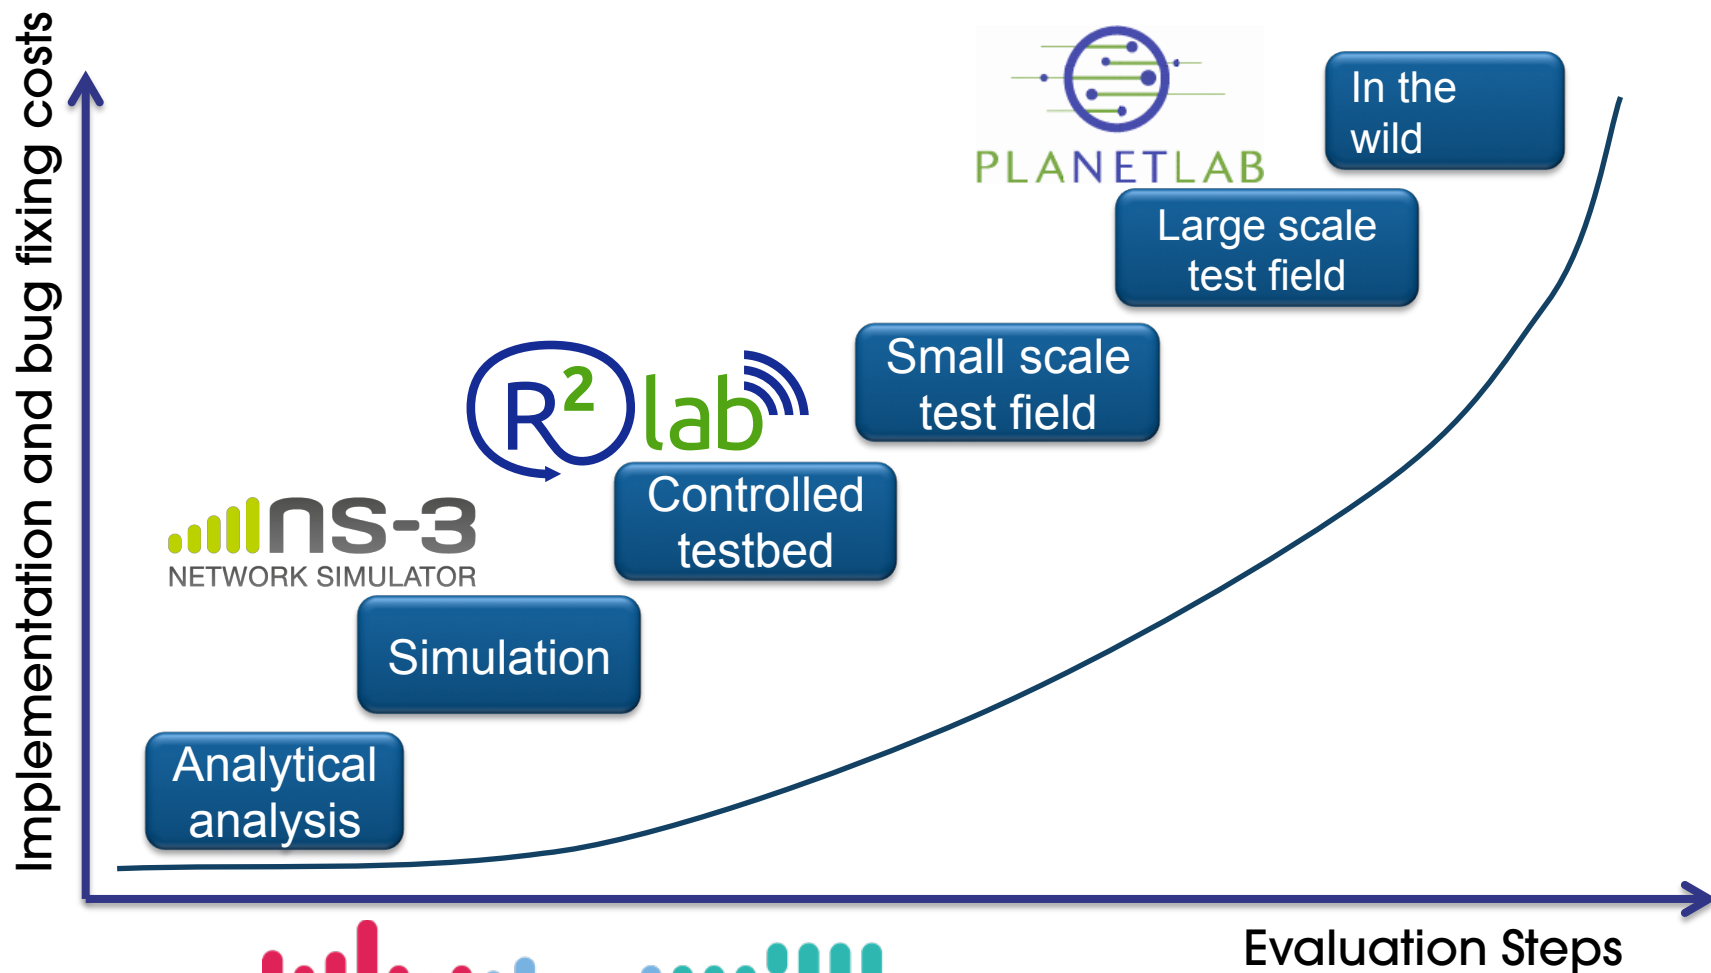 Implementation and bug fixing costs
PLANETLAB
In the
wild
Large scale
test field
Small scale
test field
R2lab
Controlled
testbed
ns-3
NETWORK SIMULATOR
Simulation
Analytical
analysis
Evaluation Steps